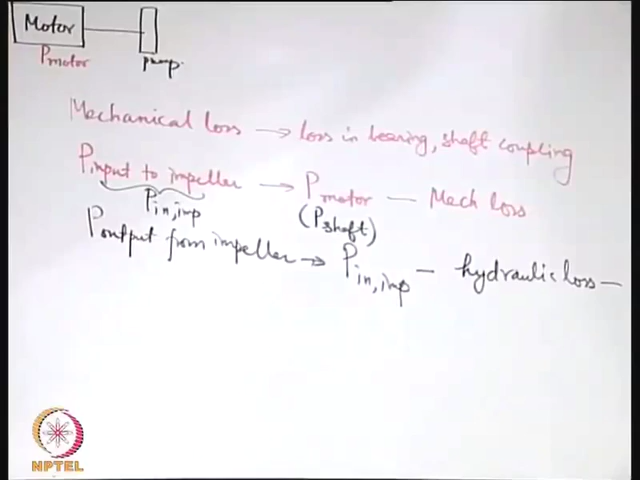 Motor
Pmotor
pump.
Mechanical loss → loss in bearing, shaft coupling
Pinput to impeller → Pmotor — Mech loss
Pin,imp (Pshaft)
Poutput from impeller → Pin,imp — hydraulic loss —
NPTEL